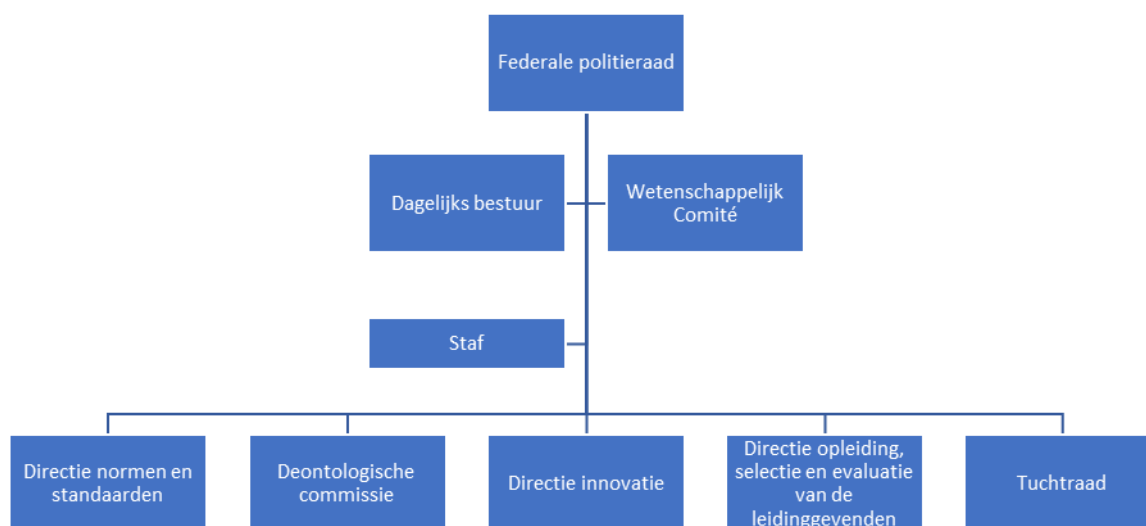 Federale politieraad
Dagelijks bestuur
Wetenschappelijk
Comité
Staf
Directie normen en
standaarden
Deontologische
commissie
Directie innovatie
Directie opleiding,
selectie en evaluatie
van de
leidinggevenden
Tuchtraad